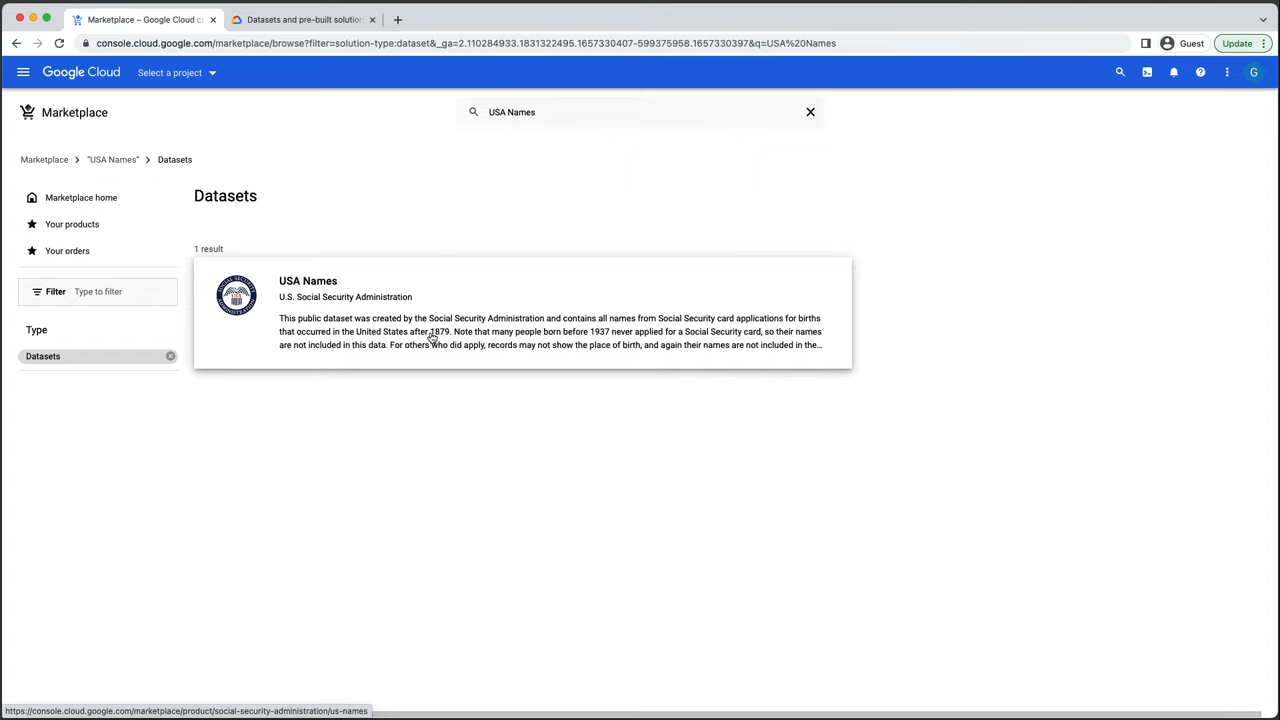 Marketplace – Google Cloud co
Datasets and pre-built solution
console.cloud.google.com/marketplace/browse?filter=solution-type:dataset&_ga=2.110284933.1831322495.1657330407-599375958.1657330397&q=USA%20Names
Guest
Update
Google Cloud
Select a project
G
Marketplace
USA Names
Marketplace
"USA Names"
Datasets
Marketplace home
Your products
Your orders
Filter
Type to filter
Type
Datasets
Datasets
1 result
USA Names
U.S. Social Security Administration
This public dataset was created by the Social Security Administration and contains all names from Social Security card applications for births
that occurred in the United States after 1879. Note that many people born before 1937 never applied for a Social Security card, so their names
are not included in this data. For others who did apply, records may not show the place of birth, and again their names are not included in the...
https://console.cloud.google.com/marketplace/product/social-security-administration/us-names